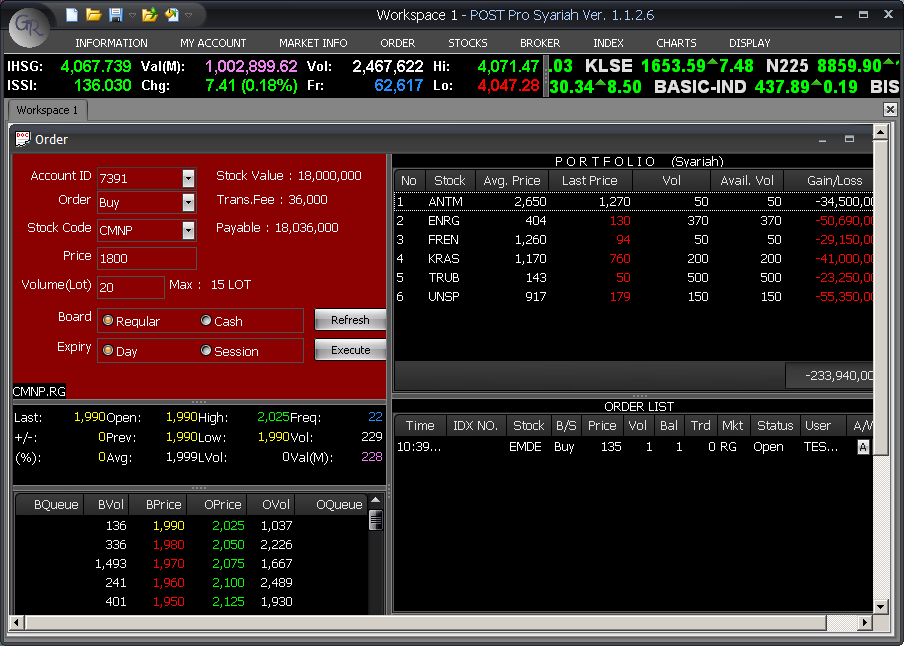 GR
Workspace 1 - POST Pro Syariah Ver. 1.1.2.6
INFORMATION MY ACCOUNT MARKET INFO ORDER STOCKS BROKER INDEX CHARTS DISPLAY
IHSG: 4,067.739 Val(M): 1,002,899.62 Vol: 2,467,622 Hi: 4,071.47 .03 KLSE 1653.59 7.48 N225 8859.90
ISSI: 136.030 Chg: 7.41 (0.18%) Fr: 62,617 Lo: 4,047.28 30.34 8.50 BASIC-IND 437.89 0.19 BIS
Workspace 1
Order
Account ID 7391 Stock Value : 18,000,000
Order Buy Trans.Fee : 36,000
Stock Code CMNP Payable : 18,036,000
Price 1800
Volume(Lot) 20 Max : 15 LOT
Board Reqular Cash Refresh
Expiry Day Session Execute
CMNP.RG
Last: 1,990 Open: 1,990 High: 2,025 Freq: 22
+/-: 0 Prev: 1,990 Low: 1,990 Vol: 229
(%): 0 Avg: 1,999 LVol: 0 Val(M): 228
BQueue BVol BPrice OPrice OVol OQueue
136 1,990 2,025 1,037
336 1,980 2,050 2,226
1,493 1,970 2,075 1,667
241 1,960 2,100 2,489
401 1,950 2,125 1,930
P O R T F O L I O (Syariah)
No Stock Avg. Price Last Price Vol Avail. Vol Gain/Loss
1 ANTM 2,650 1,270 50 50 -34,500,00
2 ENRG 404 130 370 370 -50,690,00
3 FREN 1,260 94 50 50 -29,150,00
4 KRAS 1,170 760 200 200 -41,000,00
5 TRUB 143 50 500 500 -23,250,00
6 UNSP 917 179 150 150 -55,350,00
-233,940,00
ORDER LIST
Time IDX NO. Stock B/S Price Vol Bal Trd Mkt Status User A/V
10:39... EMDE Buy 135 1 1 0 RG Open TES... A